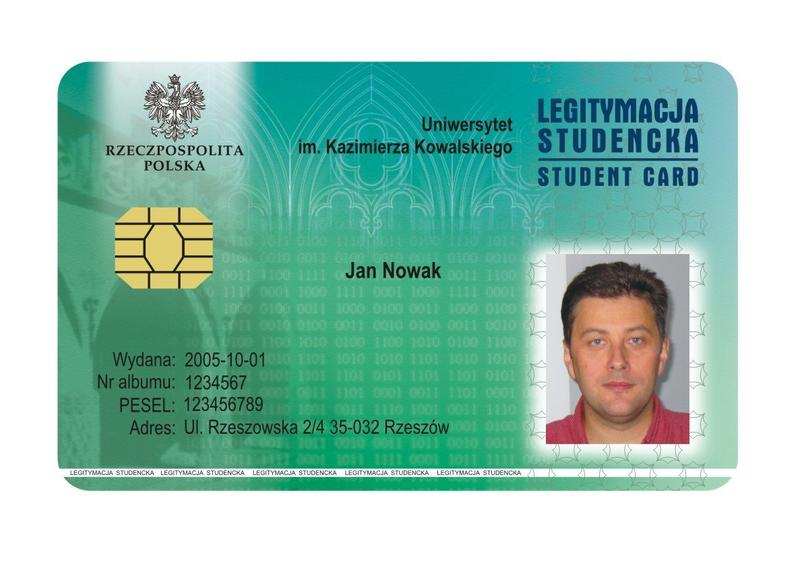 RZECZPOSPOLITA
POLSKA
Uniwersytet
im. Kazimierza Kowalskiego
LEGITYMACJA
STUDENCKA
STUDENT CARD
Jan Nowak
Wydana: 2005-10-01
Nr albumu: 1234567
PESEL: 123456789
Adres: Ul. Rzeszowska 2/4 35-032 Rzeszów
LEGITYMACJA STUDENCKA LEGITYMACJA STUDENCKA LEGITYMACJA STUDENCKA LEGITYMACJA STUDENCKA LEGITYMACJA STUDENCKA